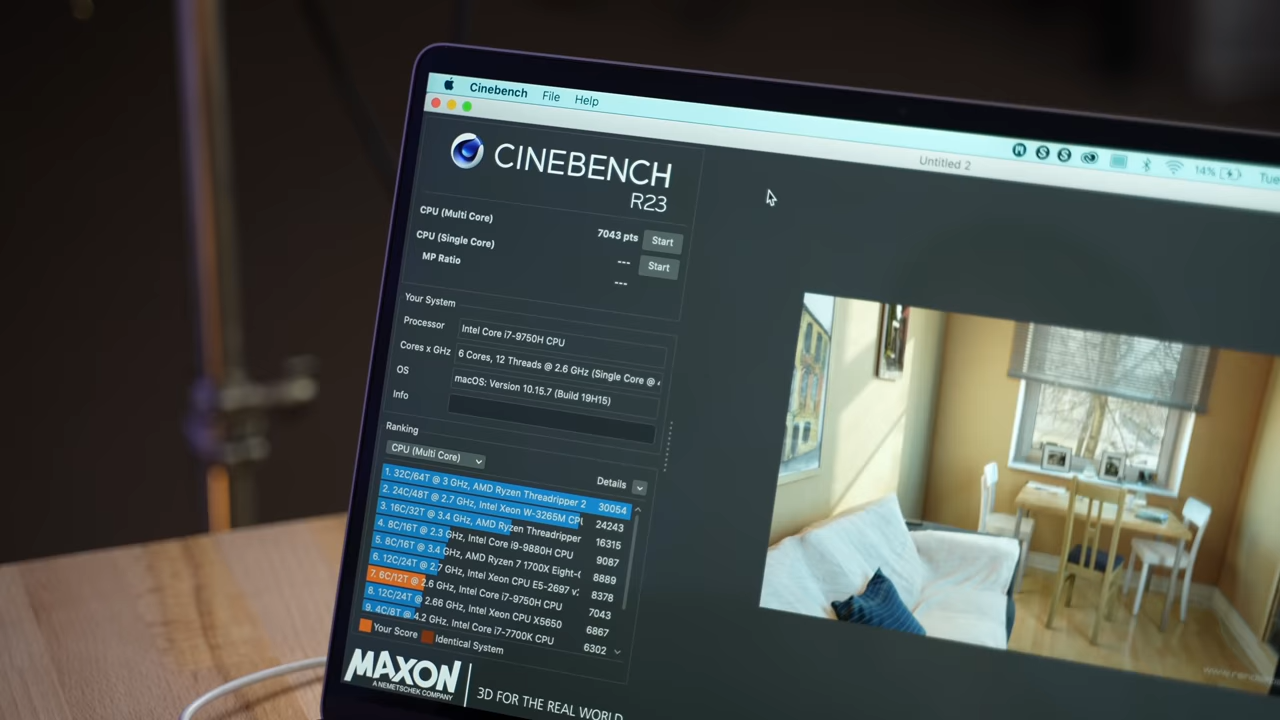 Cinebench File Help
Untitled 2
14%
Tue
CINEBENCH
R23
CPU (Multi Core) 7043 pts Start
CPU (Single Core) --- Start
MP Ratio ---
Your System
Processor Intel Core i7-9750H CPU
Cores x GHz 6 Cores, 12 Threads @ 2.6 GHz (Single Core @
OS macOS: Version 10.15.7 (Build 19H15)
Info
Ranking
CPU (Multi Core) Details
1. 32C/64T @ 3 GHz, AMD Ryzen Threadripper 2 30054
2. 24C/48T @ 2.7 GHz, Intel Xeon W-3265M CPU 24243
3. 16C/32T @ 3.4 GHz, AMD Ryzen Threadripper 16315
4. 8C/16T @ 2.3 GHz, Intel Core i9-9880H CPU 9087
5. 8C/16T @ 3.4 GHz, AMD Ryzen 7 1700X Eight-C 8889
6. 12C/24T @ 2.7 GHz, Intel Xeon CPU E5-2697 v2 8378
7. 6C/12T @ 2.6 GHz, Intel Core i7-9750H CPU 7043
8. 12C/24T @ 2.66 GHz, Intel Xeon CPU X5650 6867
9. 4C/8T @ 4.2 GHz, Intel Core i7-7700K CPU 6302
Your Score Identical System
MAXON
A NEMETSCHEK COMPANY
3D FOR THE REAL WORLD